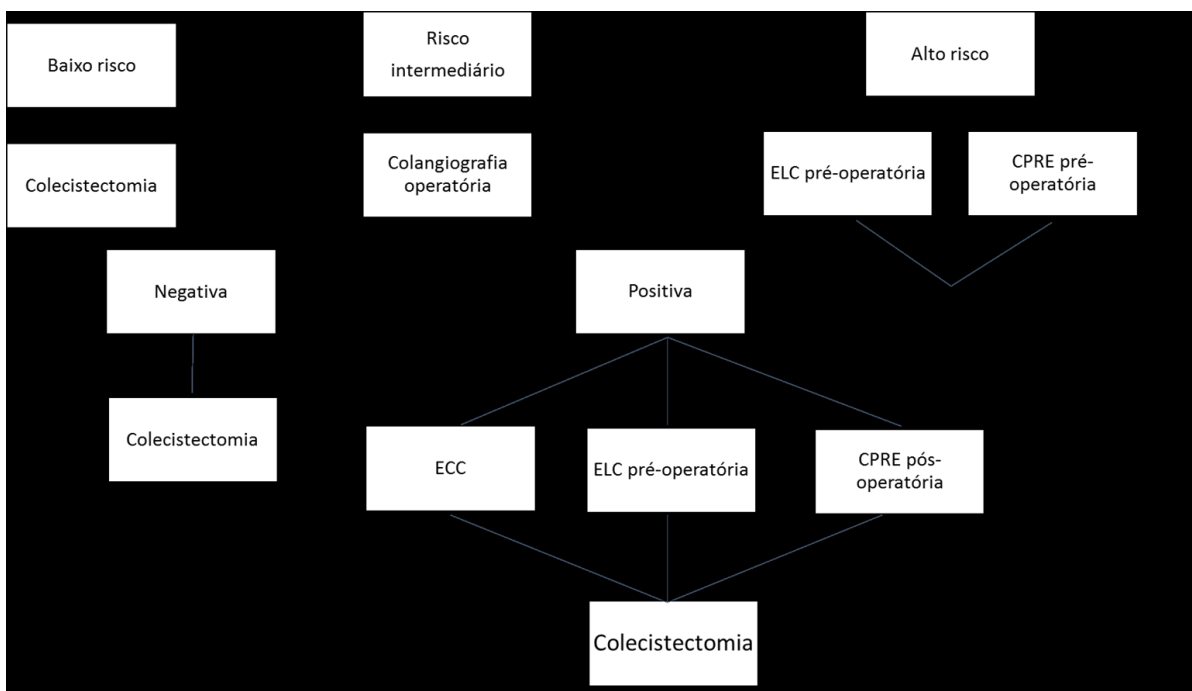 Baixo risco
Risco
intermediário
Alto risco
Colecistectomia
Colangiografia
operatória
ELC pré-operatória
CPRE pré-
operatória
Negativa
Positiva
Colecistectomia
ECC
ELC pré-operatória
CPRE pós-
operatória
Colecistectomia